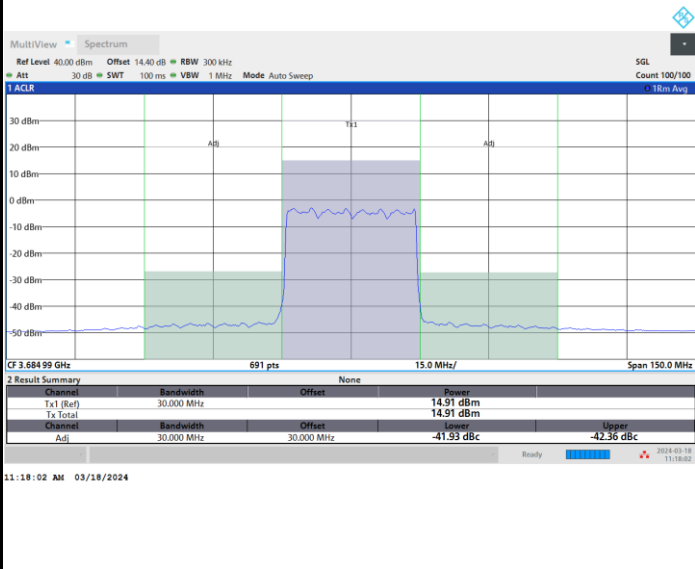 MultiView Spectrum
Ref Level 40.00 dBm Offset 14.40 dB RBW 300 kHz SGL
Att 30 dB SWT 100 ms VBW 1 MHz Mode Auto Sweep Count 100/100
1 ACLR 1Rm Avg
30 dBm
Tx1
20 dBm
Adj Adj
10 dBm
0 dBm
-10 dBm
-20 dBm
-30 dBm
-40 dBm
-50 dBm
CF 3.684 99 GHz 691 pts 15.0 MHz/ Span 150.0 MHz
2 Result Summary None
Channel Bandwidth Offset Power
Tx1 (Ref) 30.000 MHz 14.91 dBm
Tx Total 14.91 dBm
Channel Bandwidth Offset Lower Upper
Adj 30.000 MHz 30.000 MHz -41.93 dBc -42.36 dBc
Ready 2024-03-18
11:18:02
11:18:02 AM 03/18/2024